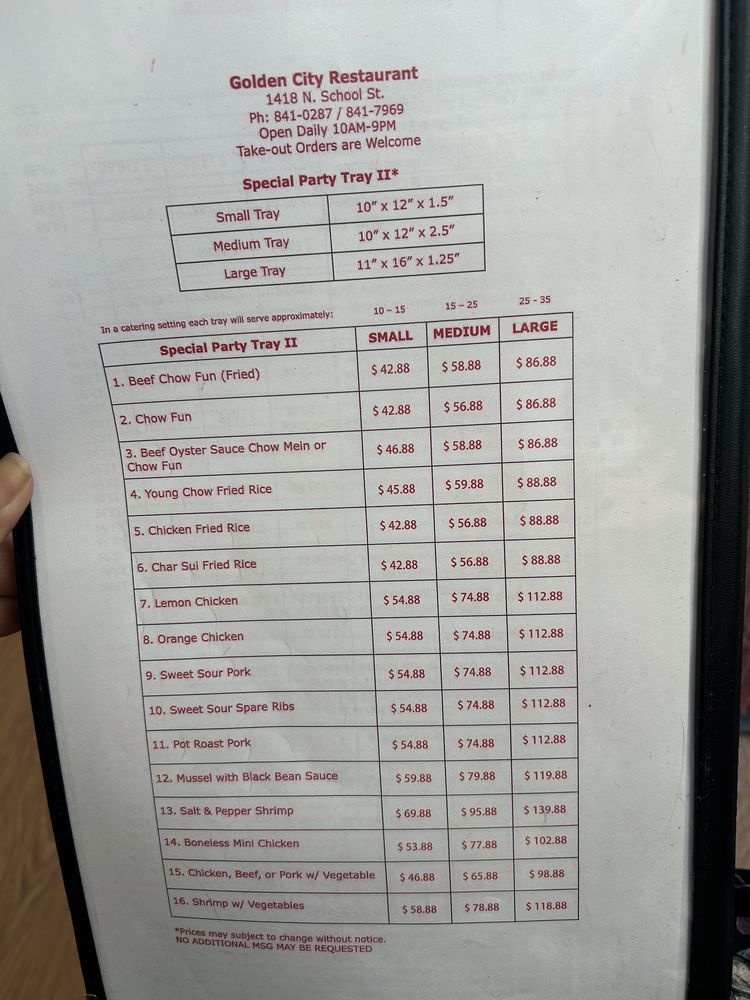 Golden City Restaurant
1418 N. School St.
Ph: 841-0287 / 841-7969
Open Daily 10AM-9PM
Take-out Orders are Welcome
Special Party Tray II*
Small Tray 10" x 12" x 1.5"
Medium Tray 10" x 12" x 2.5"
Large Tray 11" x 16" x 1.25"
In a catering setting each tray will serve approximately: 10 - 15 15 - 25 25 - 35
Special Party Tray II SMALL MEDIUM LARGE
1. Beef Chow Fun (Fried) $ 42.88 $ 58.88 $ 86.88
2. Chow Fun $ 42.88 $ 56.88 $ 86.88
3. Beef Oyster Sauce Chow Mein or
Chow Fun $ 46.88 $ 58.88 $ 86.88
4. Young Chow Fried Rice $ 45.88 $ 59.88 $ 88.88
5. Chicken Fried Rice $ 42.88 $ 56.88 $ 88.88
6. Char Sui Fried Rice $ 42.88 $ 56.88 $ 88.88
7. Lemon Chicken $ 54.88 $ 74.88 $ 112.88
8. Orange Chicken $ 54.88 $ 74.88 $ 112.88
9. Sweet Sour Pork $ 54.88 $ 74.88 $ 112.88
10. Sweet Sour Spare Ribs $ 54.88 $ 74.88 $ 112.88
11. Pot Roast Pork $ 54.88 $ 74.88 $ 112.88
12. Mussel with Black Bean Sauce $ 59.88 $ 79.88 $ 119.88
13. Salt & Pepper Shrimp $ 69.88 $ 95.88 $ 139.88
14. Boneless Mini Chicken $ 53.88 $ 77.88 $ 102.88
15. Chicken, Beef, or Pork w/ Vegetable $ 46.88 $ 65.88 $ 98.88
16. Shrimp w/ Vegetables $ 58.88 $ 78.88 $ 118.88
*Prices may subject to change without notice.
NO ADDITIONAL MSG MAY BE REQUESTED